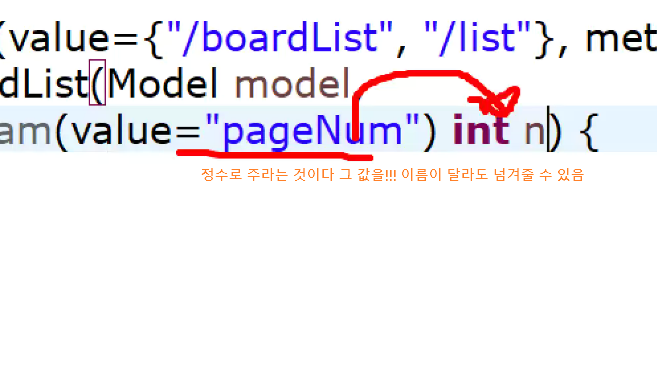 (value={"/boardList", "/list"}, met
dList(Model model
am(value="pageNum") int n) {
정수로 주라는 것이다 그 값을!!! 이름이 달라도 넘겨줄 수 있음